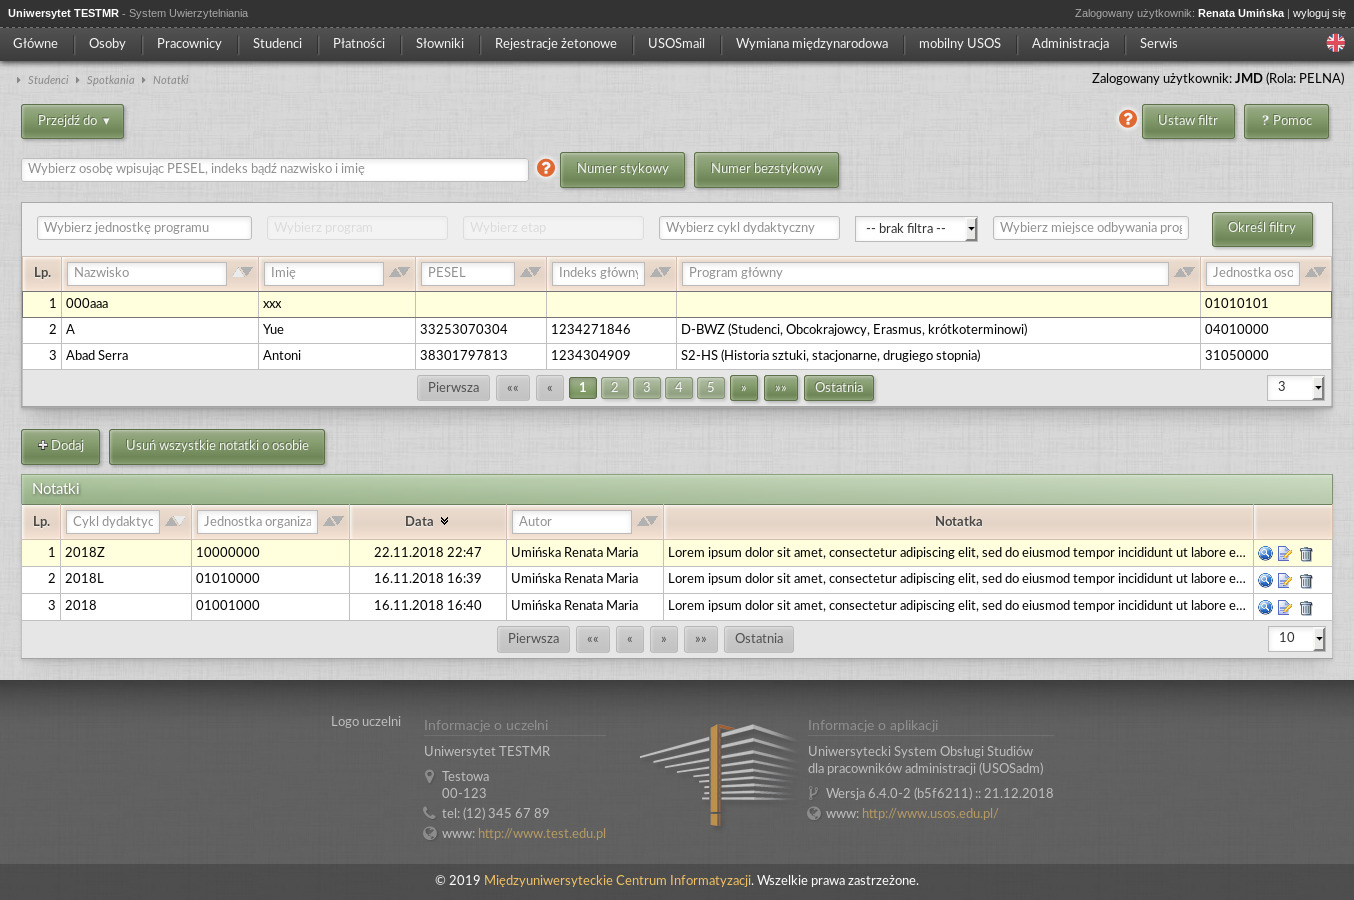 Uniwersytet TESTMR - System Uwierzytelniania
Zalogowany użytkownik: Renata Umińska | wyloguj się
Główne Osoby Pracownicy Studenci Płatności Słowniki Rejestracje żetonowe USOSmail Wymiana międzynarodowa mobilny USOS Administracja Serwis
Studenci Spotkania Notatki
Zalogowany użytkownik: JMD (Rola: PELNA)
Przejdź do ▼
? Ustaw filtr ? Pomoc
Wybierz osobę wpisując PESEL, indeks bądź nazwisko i imię ? Numer stykowy Numer bezstykowy
Wybierz jednostkę programu Wybierz program Wybierz etap Wybierz cykl dydaktyczny -- brak filtra -- Wybierz miejsce odbywania prog Określ filtry
Lp. Nazwisko Imię PESEL Indeks główny Program główny Jednostka oso
1 000aaa xxx 01010101
2 A Yue 33253070304 1234271846 D-BWZ (Studenci, Obcokrajowcy, Erasmus, krótkoterminowi) 04010000
3 Abad Serra Antoni 38301797813 1234304909 S2-HS (Historia sztuki, stacjonarne, drugiego stopnia) 31050000
Pierwsza «« « 1 2 3 4 5 » »» Ostatnia 3
Dodaj Usuń wszystkie notatki o osobie
Notatki
Lp. Cykl dydaktyc Jednostka organiza Data Autor Notatka
1 2018Z 10000000 22.11.2018 22:47 Umińska Renata Maria Lorem ipsum dolor sit amet, consectetur adipiscing elit, sed do eiusmod tempor incididunt ut labore e...
2 2018L 01010000 16.11.2018 16:39 Umińska Renata Maria Lorem ipsum dolor sit amet, consectetur adipiscing elit, sed do eiusmod tempor incididunt ut labore e...
3 2018 01001000 16.11.2018 16:40 Umińska Renata Maria Lorem ipsum dolor sit amet, consectetur adipiscing elit, sed do eiusmod tempor incididunt ut labore e...
Pierwsza «« « » »» Ostatnia 10
Logo uczelni
Informacje o uczelni
Uniwersytet TESTMR
Testowa
00-123
tel: (12) 345 67 89
www: http://www.test.edu.pl
Informacje o aplikacji
Uniwersytecki System Obsługi Studiów
dla pracowników administracji (USOSadm)
Wersja 6.4.0-2 (b5f6211) :: 21.12.2018
www: http://www.usos.edu.pl/
© 2019 Międzyuniwersyteckie Centrum Informatyzacji. Wszelkie prawa zastrzeżone.